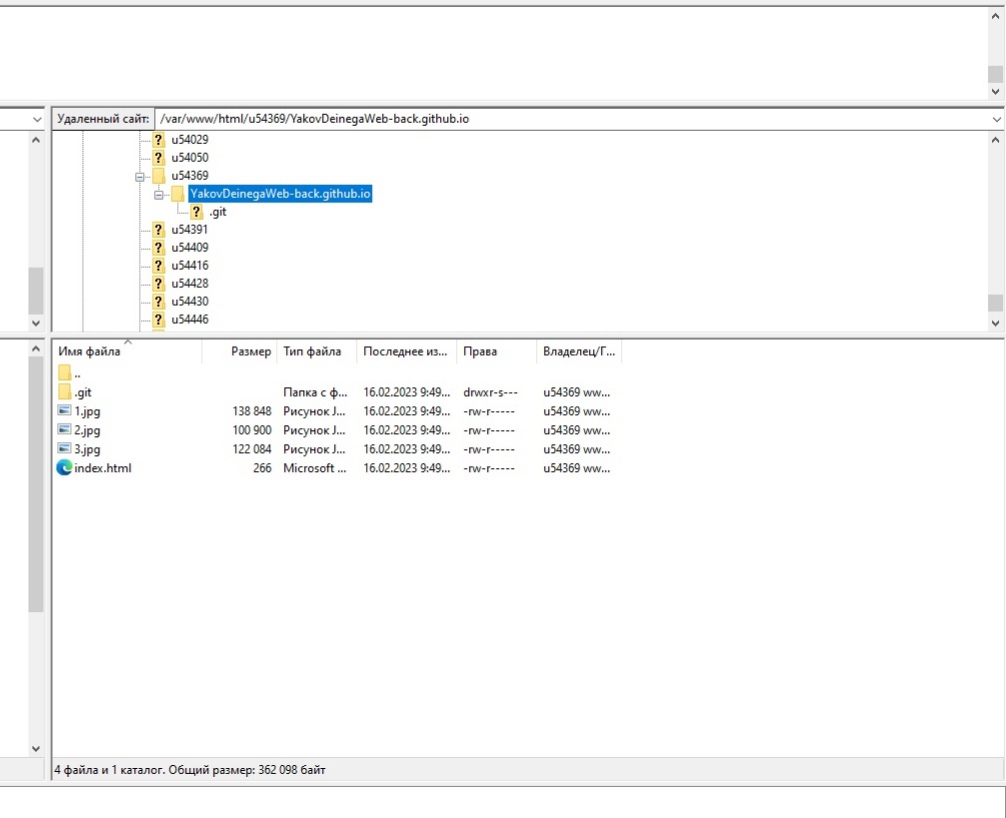 Удаленный сайт: /var/www/html/u54369/YakovDeinegaWeb-back.github.io
u54029
u54050
u54369
YakovDeinegaWeb-back.github.io
.git
u54391
u54409
u54416
u54428
u54430
u54446
Имя файла Размер Тип файла Последнее из... Права Владелец/Г...
..
.git Папка с ф... 16.02.2023 9:49... drwxr-s--- u54369 ww...
1.jpg 138 848 Рисунок J... 16.02.2023 9:49... -rw-r----- u54369 ww...
2.jpg 100 900 Рисунок J... 16.02.2023 9:49... -rw-r----- u54369 ww...
3.jpg 122 084 Рисунок J... 16.02.2023 9:49... -rw-r----- u54369 ww...
index.html 266 Microsoft ... 16.02.2023 9:49... -rw-r----- u54369 ww...
4 файла и 1 каталог. Общий размер: 362 098 байт